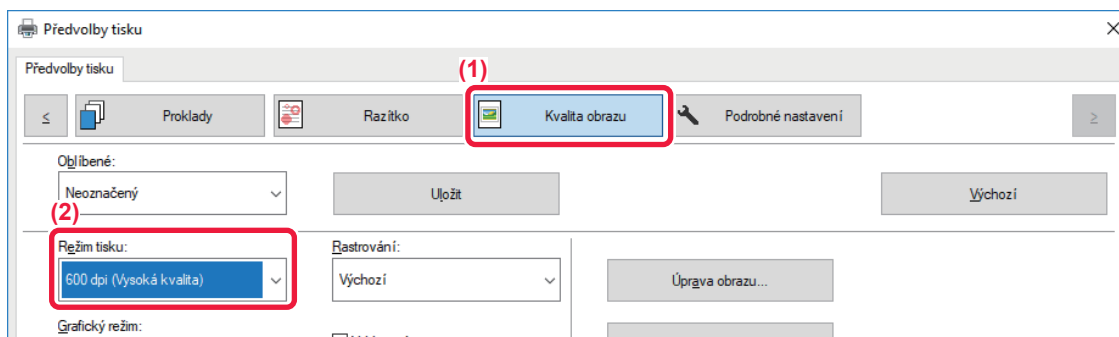 Předvolby tisku
Předvolby tisku
(1)
< Proklady Razítko Kvalita obrazu Podrobné nastavení >
Oblíbené:
Neoznačený Uložit Výchozí
(2)
Režim tisku: Rastrování:
600 dpi (Vysoká kvalita) Výchozí Úprava obrazu...
Grafický režim: